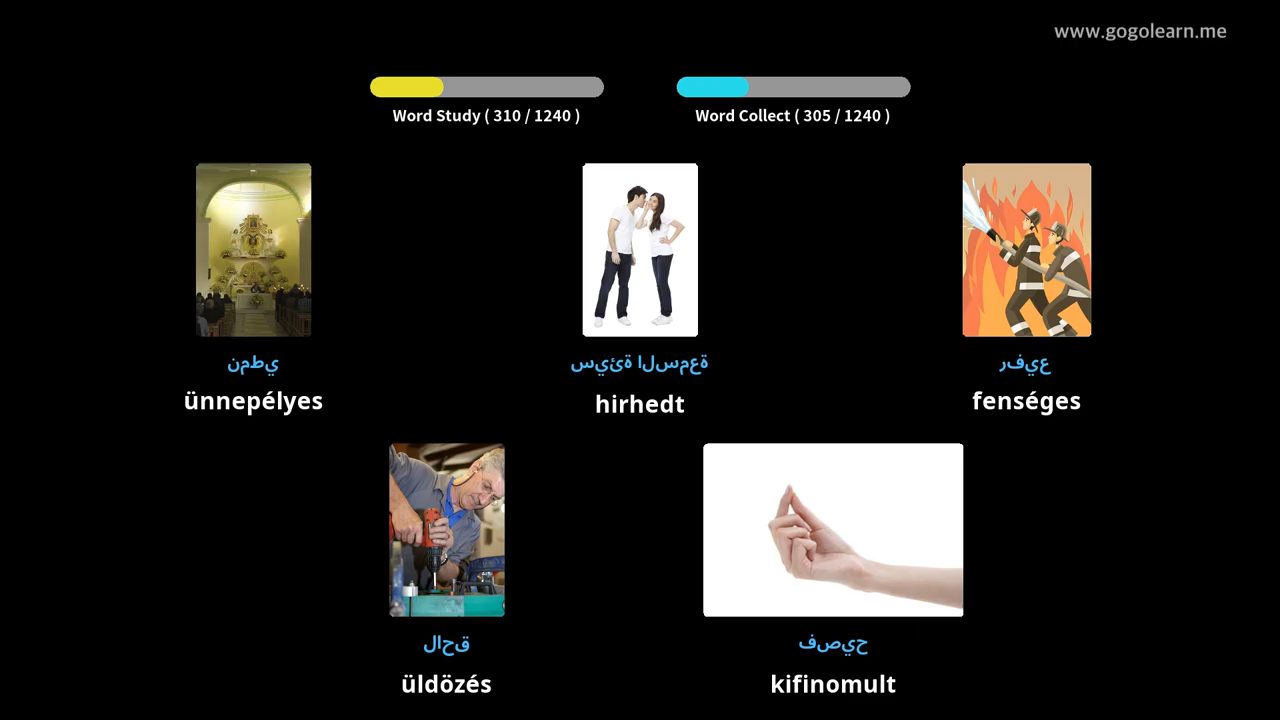 www.gogolearn.me
Word Study ( 310 / 1240 )
Word Collect ( 305 / 1240 )
نمطي
سيئة السمعة
رفيع
ünnepélyes
hirhedt
fenséges
لاحق
فصيح
üldözés
kifinomult